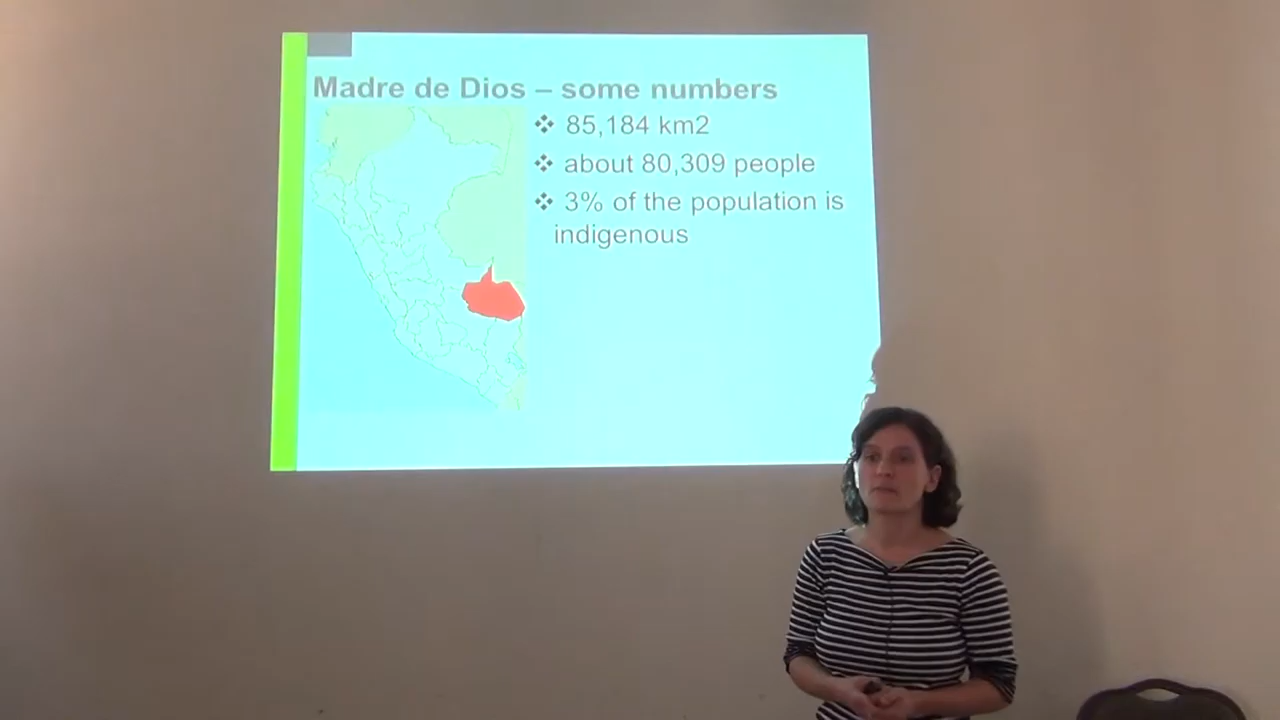 Madre de Dios – some numbers
❖ 85,184 km2
❖ about 80,309 people
❖ 3% of the population is
indigenous